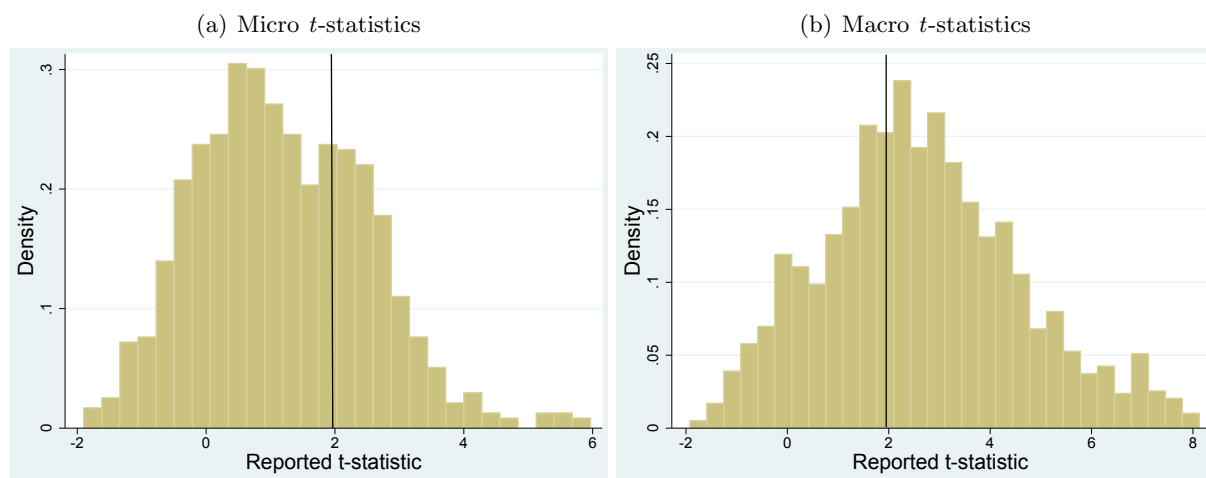 (a) Micro t-statistics
.3
.2
.1
0
Density
-2 0 2 4 6
Reported t-statistic
(b) Macro t-statistics
.25
.2
.15
.1
.05
0
Density
-2 0 2 4 6 8
Reported t-statistic